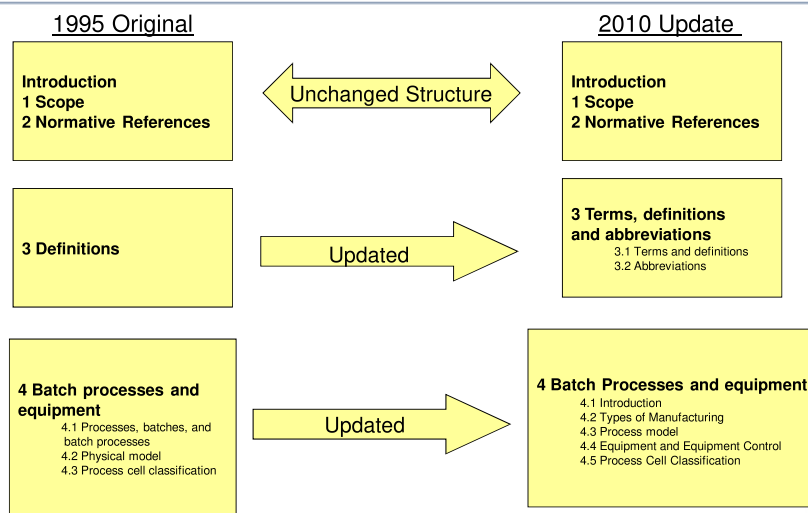 1995 Original
2010 Update
Introduction
1 Scope
2 Normative References
Unchanged Structure
Introduction
1 Scope
2 Normative References
3 Definitions
Updated
3 Terms, definitions
and abbreviations
3.1 Terms and definitions
3.2 Abbreviations
4 Batch processes and
equipment
4.1 Processes, batches, and
batch processes
4.2 Physical model
4.3 Process cell classification
Updated
4 Batch Processes and equipment
4.1 Introduction
4.2 Types of Manufacturing
4.3 Process model
4.4 Equipment and Equipment Control
4.5 Process Cell Classification